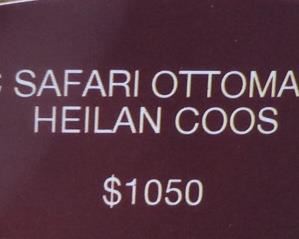 SAFARI OTTOMA
HEILAN COOS
$1050